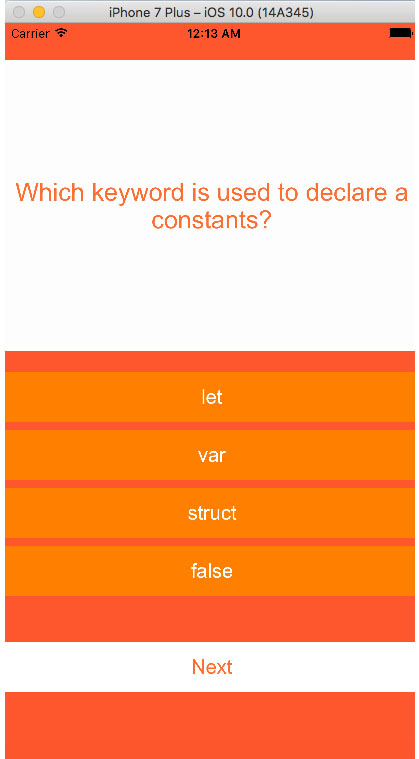 iPhone 7 Plus – iOS 10.0 (14A345)
Carrier 12:13 AM
Which keyword is used to declare a
constants?
let
var
struct
false
Next